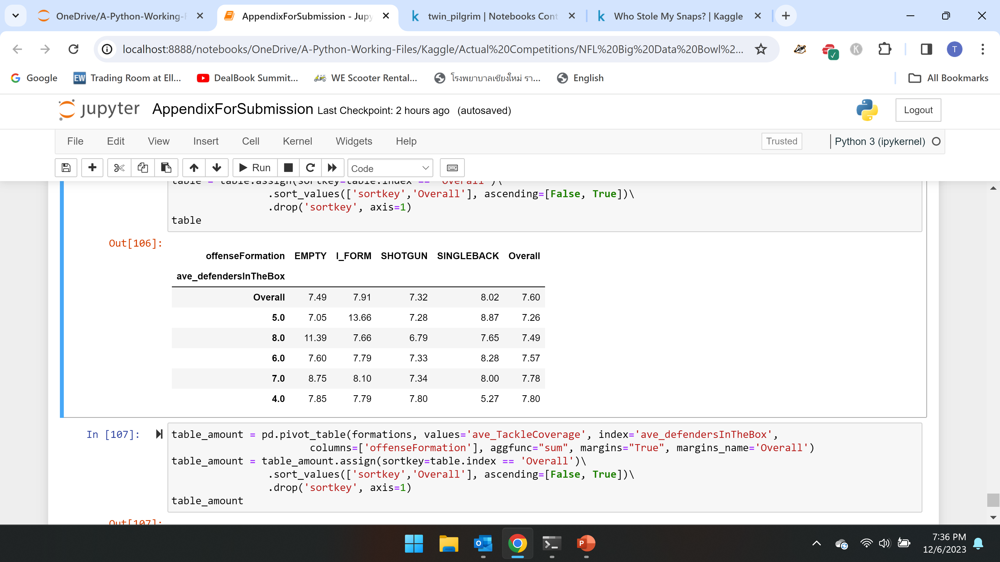 OneDrive/A-Python-Working-F
AppendixForSubmission - Jupy
twin_pilgrim | Notebooks Cont
Who Stole My Snaps? | Kaggle
localhost:8888/notebooks/OneDrive/A-Python-Working-Files/Kaggle/Actual%20Competitions/NFL%20Big%20Data%20Bowl%2...
K
T
Google
EW Trading Room at Ell...
DealBook Summit...
WE Scooter Rental...
โรงพยาบาลเชียงใหม่ รา...
English
All Bookmarks
jupyter AppendixForSubmission Last Checkpoint: 2 hours ago (autosaved)
Logout
File Edit View Insert Cell Kernel Widgets Help
Trusted
Python 3 (ipykernel)
Run
Code
table = table.assign(sortkey=table.index == 'Overall')\
.sort_values(['sortkey','Overall'], ascending=[False, True])\
.drop('sortkey', axis=1)
table
Out[106]:
offenseFormation EMPTY I_FORM SHOTGUN SINGLEBACK Overall
ave_defendersInTheBox
Overall 7.49 7.91 7.32 8.02 7.60
5.0 7.05 13.66 7.28 8.87 7.26
8.0 11.39 7.66 6.79 7.65 7.49
6.0 7.60 7.79 7.33 8.28 7.57
7.0 8.75 8.10 7.34 8.00 7.78
4.0 7.85 7.79 7.80 5.27 7.80
In [107]:
table_amount = pd.pivot_table(formations, values='ave_TackleCoverage', index='ave_defendersInTheBox',
columns=['offenseFormation'], aggfunc="sum", margins="True", margins_name='Overall')
table_amount = table_amount.assign(sortkey=table.index == 'Overall')\
.sort_values(['sortkey','Overall'], ascending=[False, True])\
.drop('sortkey', axis=1)
table_amount
Out[107]:
7:36 PM
12/6/2023